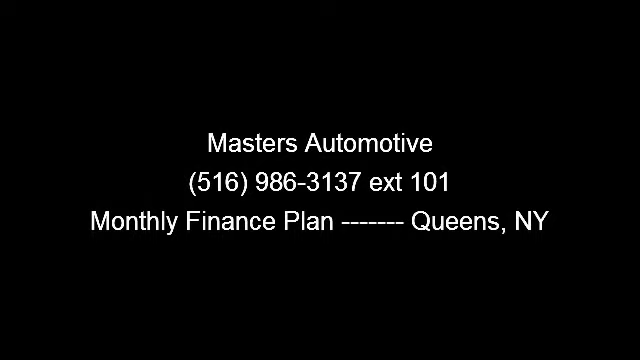 Masters Automotive
(516) 986-3137 ext 101
Monthly Finance Plan ------- Queens, NY